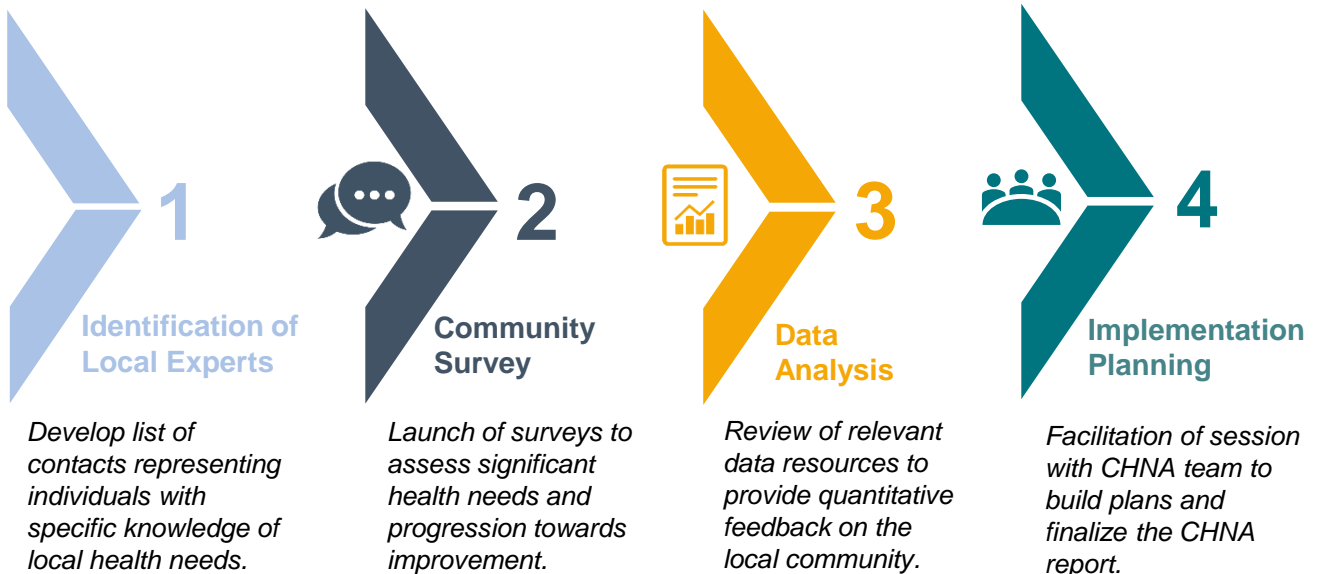 1
Identification of
Local Experts
Develop list of
contacts representing
individuals with
specific knowledge of
local health needs.
2
Community
Survey
Launch of surveys to
assess significant
health needs and
progression towards
improvement.
3
Data
Analysis
Review of relevant
data resources to
provide quantitative
feedback on the
local community.
4
Implementation
Planning
Facilitation of session
with CHNA team to
build plans and
finalize the CHNA
report.